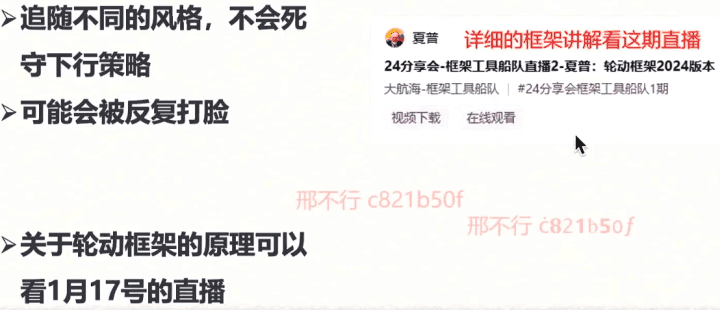 ➢追随不同的风格，不会死
守下行策略
➢可能会被反复打脸
➢关于轮动框架的原理可以
看1月17号的直播
夏普
详细的框架讲解看这期直播
24分享会-框架工具船队直播2-夏普：轮动框架2024版本
大航海-框架工具船队 | #24分享会框架工具船队1期
视频下载 在线观看
邢不行 c821b50f
邢不行 c821b50f